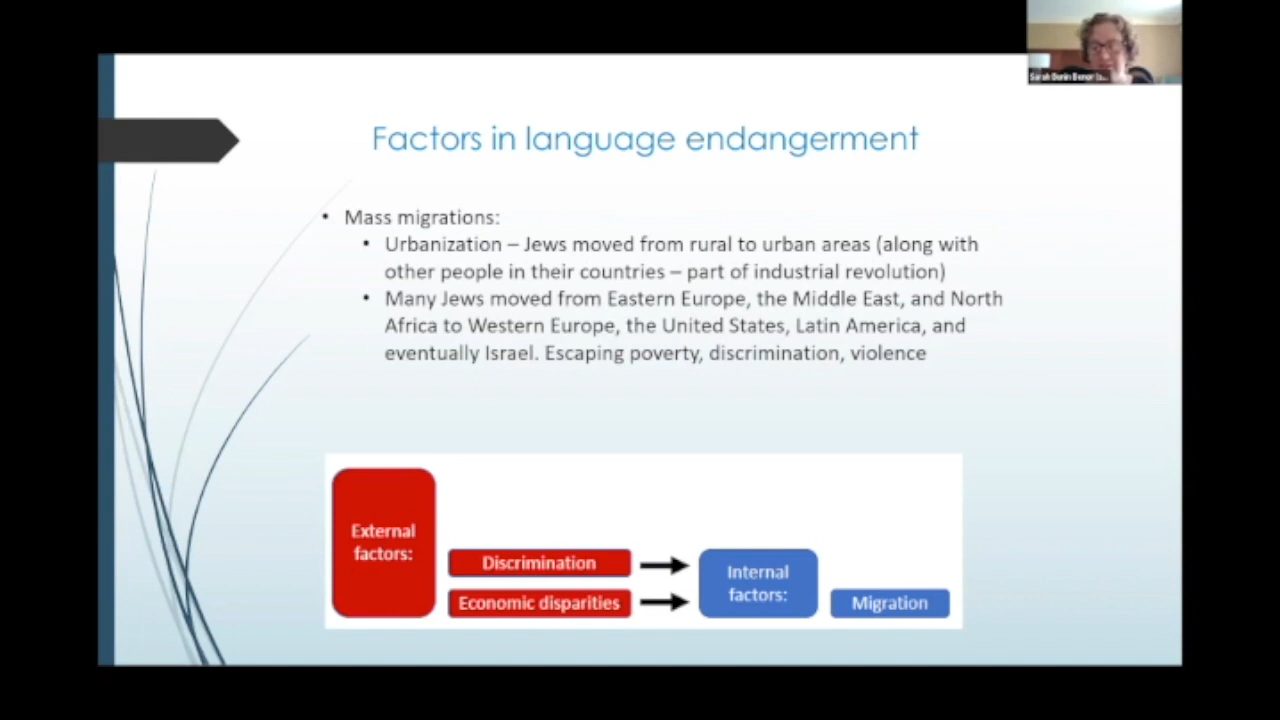 Sarah Bunin Benor
Factors in language endangerment
• Mass migrations:
• Urbanization – Jews moved from rural to urban areas (along with
other people in their countries – part of industrial revolution)
• Many Jews moved from Eastern Europe, the Middle East, and North
Africa to Western Europe, the United States, Latin America, and
eventually Israel. Escaping poverty, discrimination, violence
External
factors:
Discrimination
Economic disparities
Internal
factors:
Migration